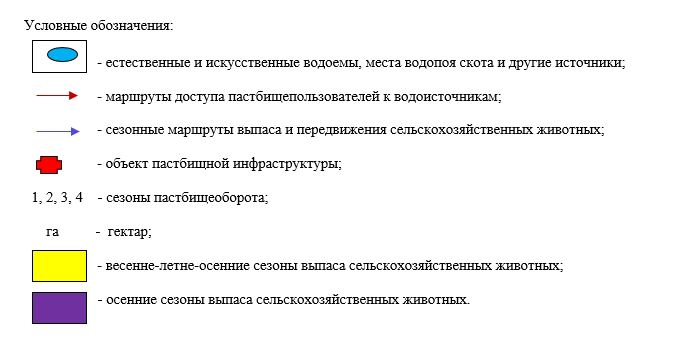 Условные обозначения:
- естественные и искусственные водоемы, места водопоя скота и другие источники;
- маршруты доступа пастбищепользователей к водоисточникам;
- сезонные маршруты выпаса и передвижения сельскохозяйственных животных;
- объект пастбищной инфраструктуры;
1, 2, 3, 4 - сезоны пастбищеоборота;
га - гектар;
- весенне-летне-осенние сезоны выпаса сельскохозяйственных животных;
- осенние сезоны выпаса сельскохозяйственных животных.